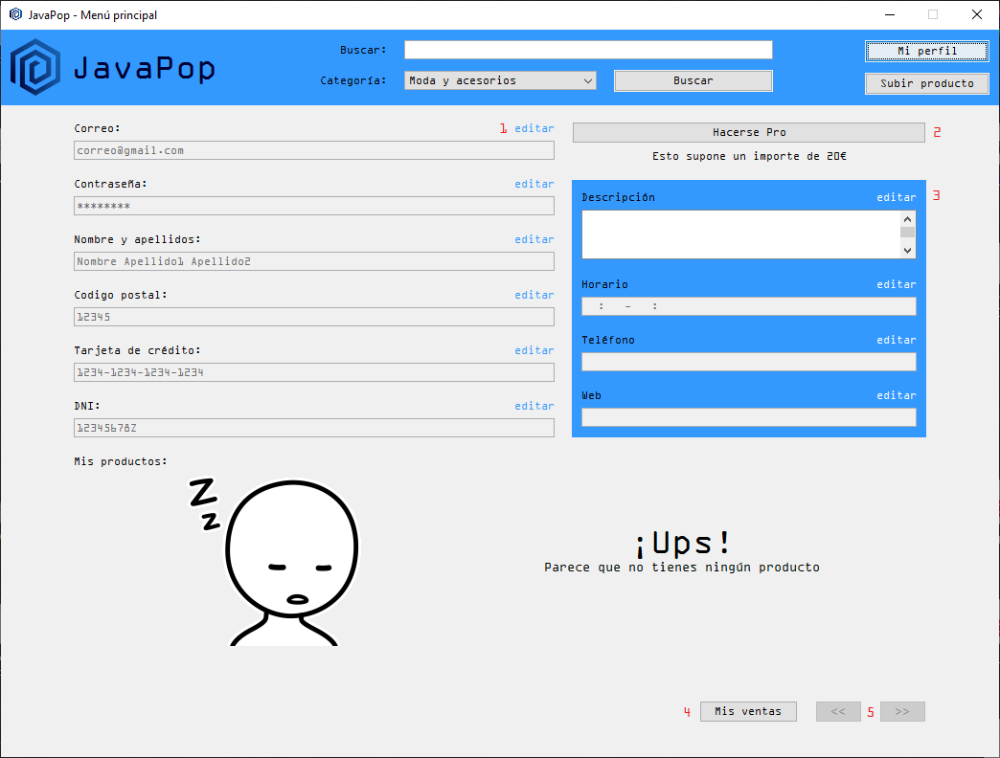 JavaPop - Menú principal
JavaPop
Buscar:
Mi perfil
Categoría: Moda y acesorios Buscar
Subir producto
Correo: 1 editar
correo@gmail.com
Contraseña: editar
********
Nombre y apellidos: editar
Nombre Apellido1 Apellido2
Codigo postal: editar
12345
Tarjeta de crédito: editar
1234-1234-1234-1234
DNI: editar
12345678Z
Hacerse Pro 2
Esto supone un importe de 20€
Descripción editar 3
Horario editar
: - :
Teléfono editar
Web editar
Mis productos:
Z
Z
¡Ups!
Parece que no tienes ningún producto
4 Mis ventas << 5 >>